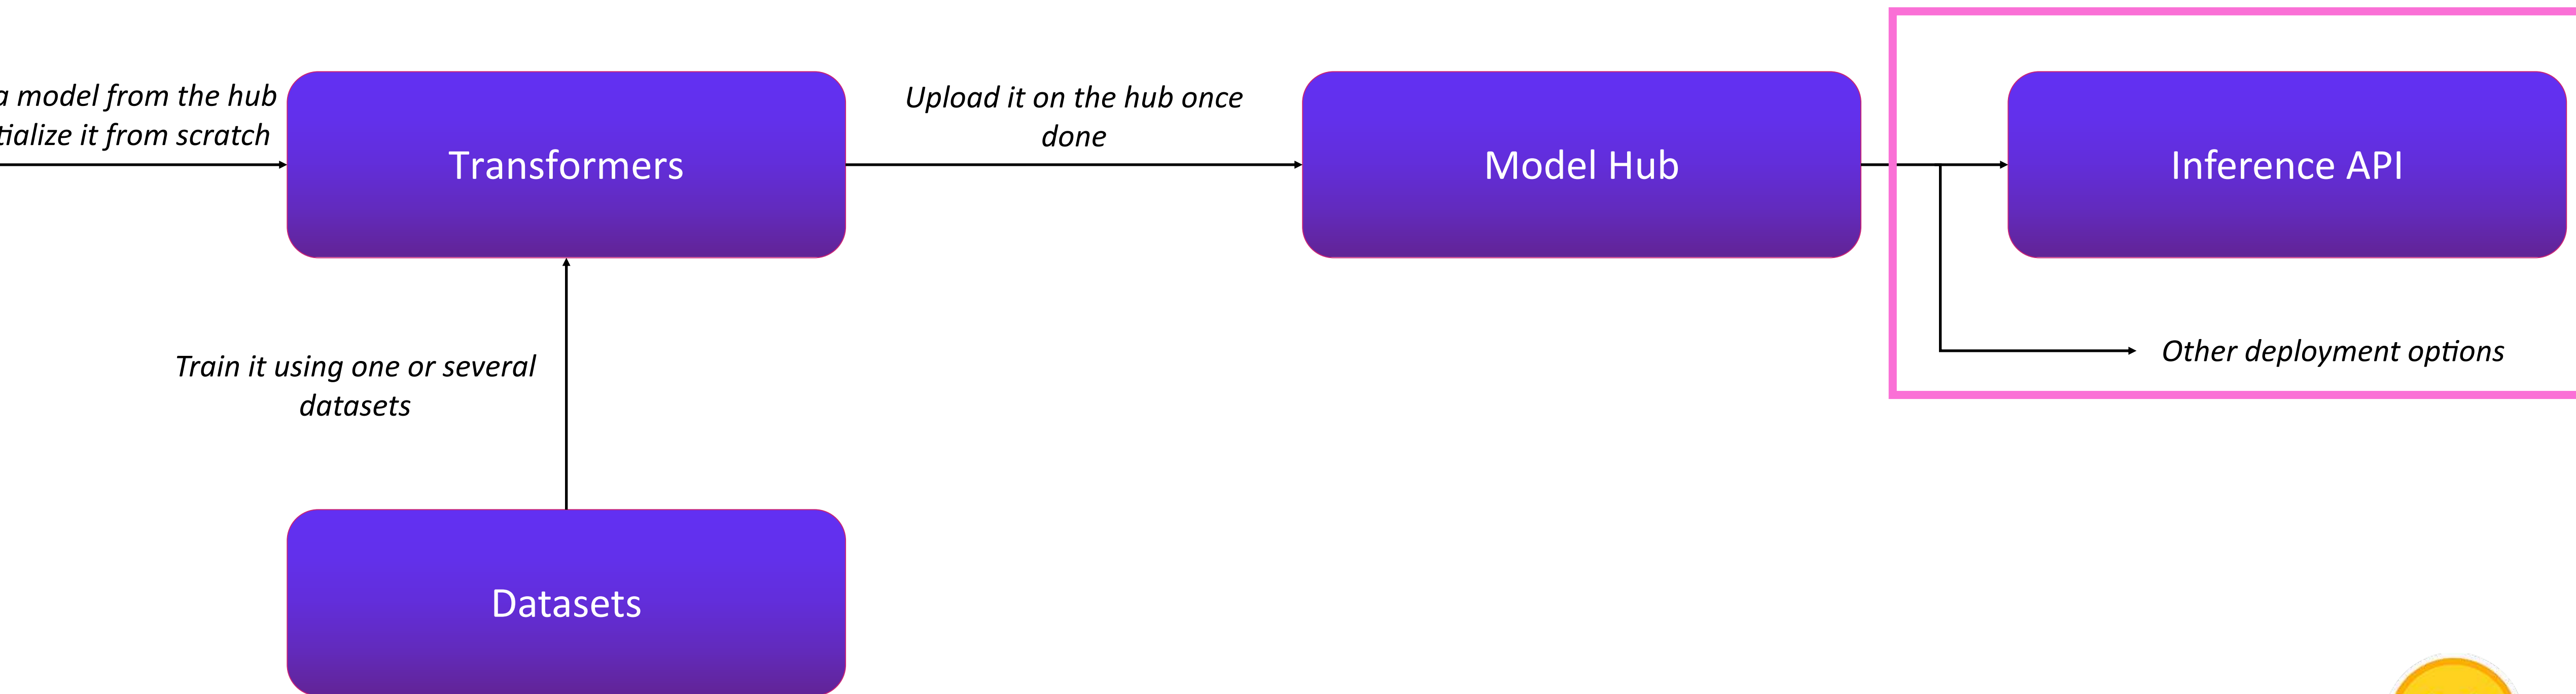 a model from the hub
tialize it from scratch
Transformers
Upload it on the hub once
done
Model Hub
Inference API
Other deployment options
Train it using one or several
datasets
Datasets